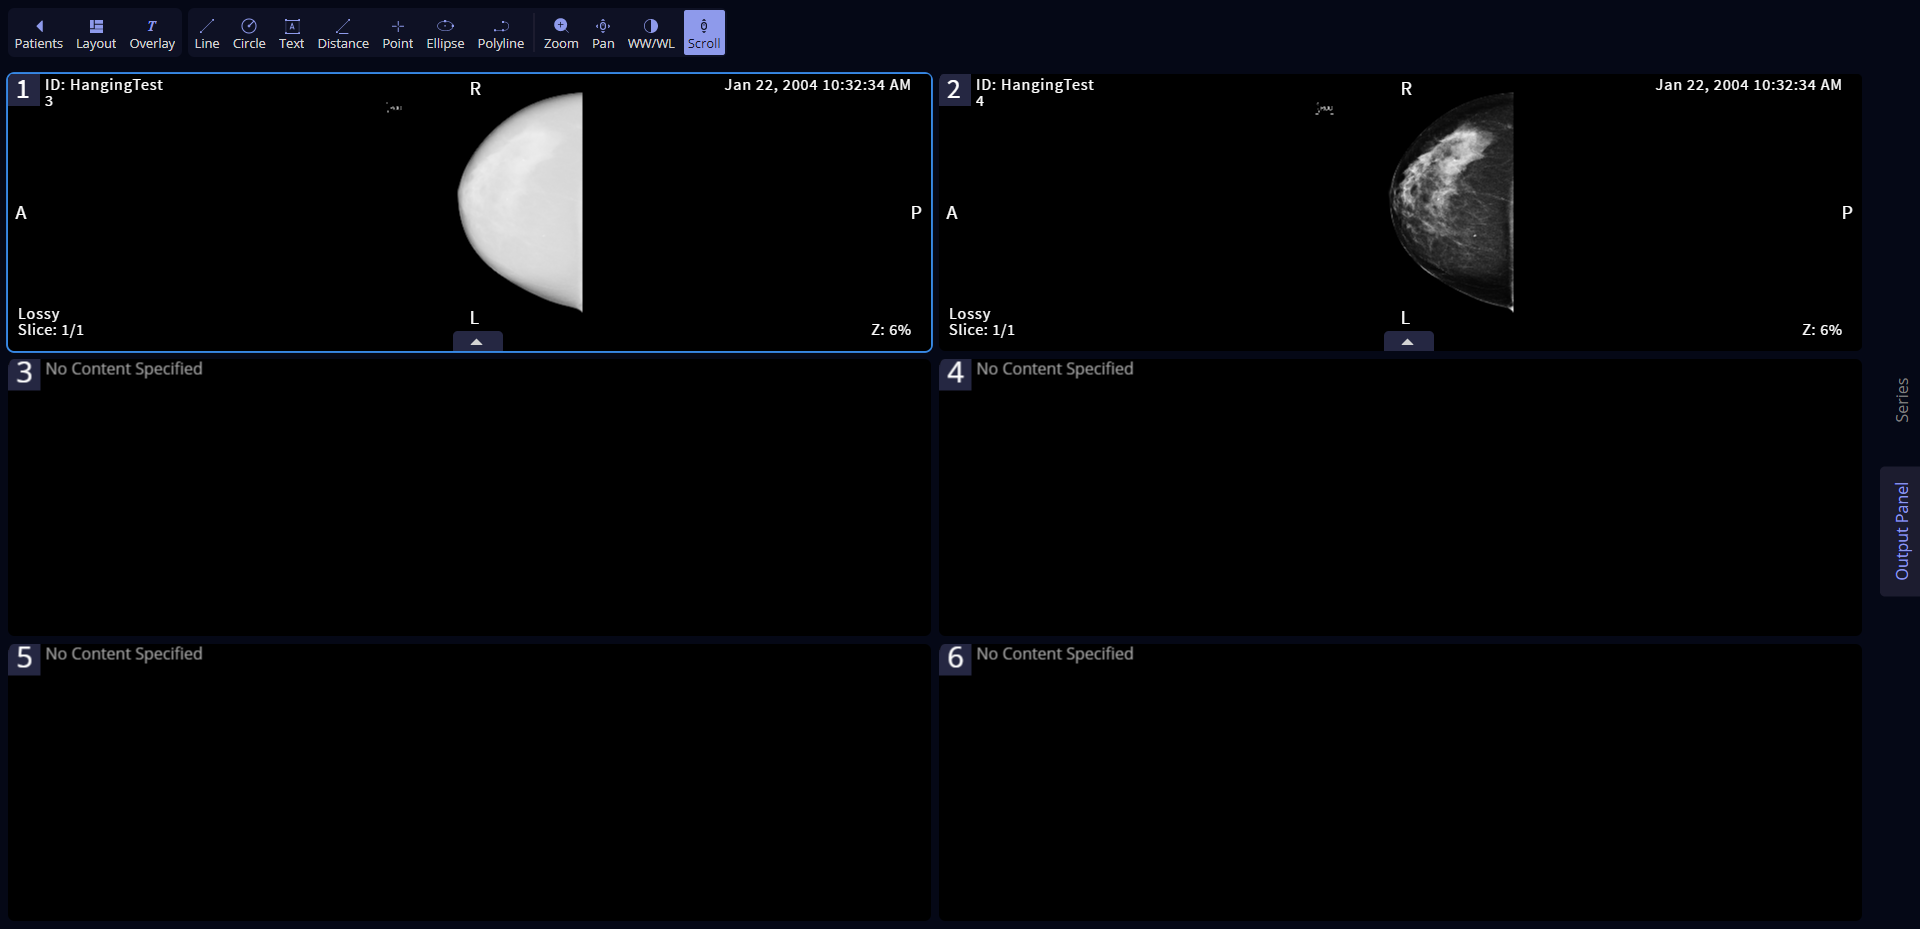 Patients Layout Overlay Line Circle Text Distance Point Ellipse Polyline Zoom Pan WW/WL Scroll
1 ID: HangingTest
3
R
Jan 22, 2004 10:32:34 AM
A
P
Lossy
Slice: 1/1
L
Z: 6%
2 ID: HangingTest
4
R
Jan 22, 2004 10:32:34 AM
A
P
Lossy
Slice: 1/1
L
Z: 6%
3 No Content Specified
4 No Content Specified
5 No Content Specified
6 No Content Specified
Series
Output Panel